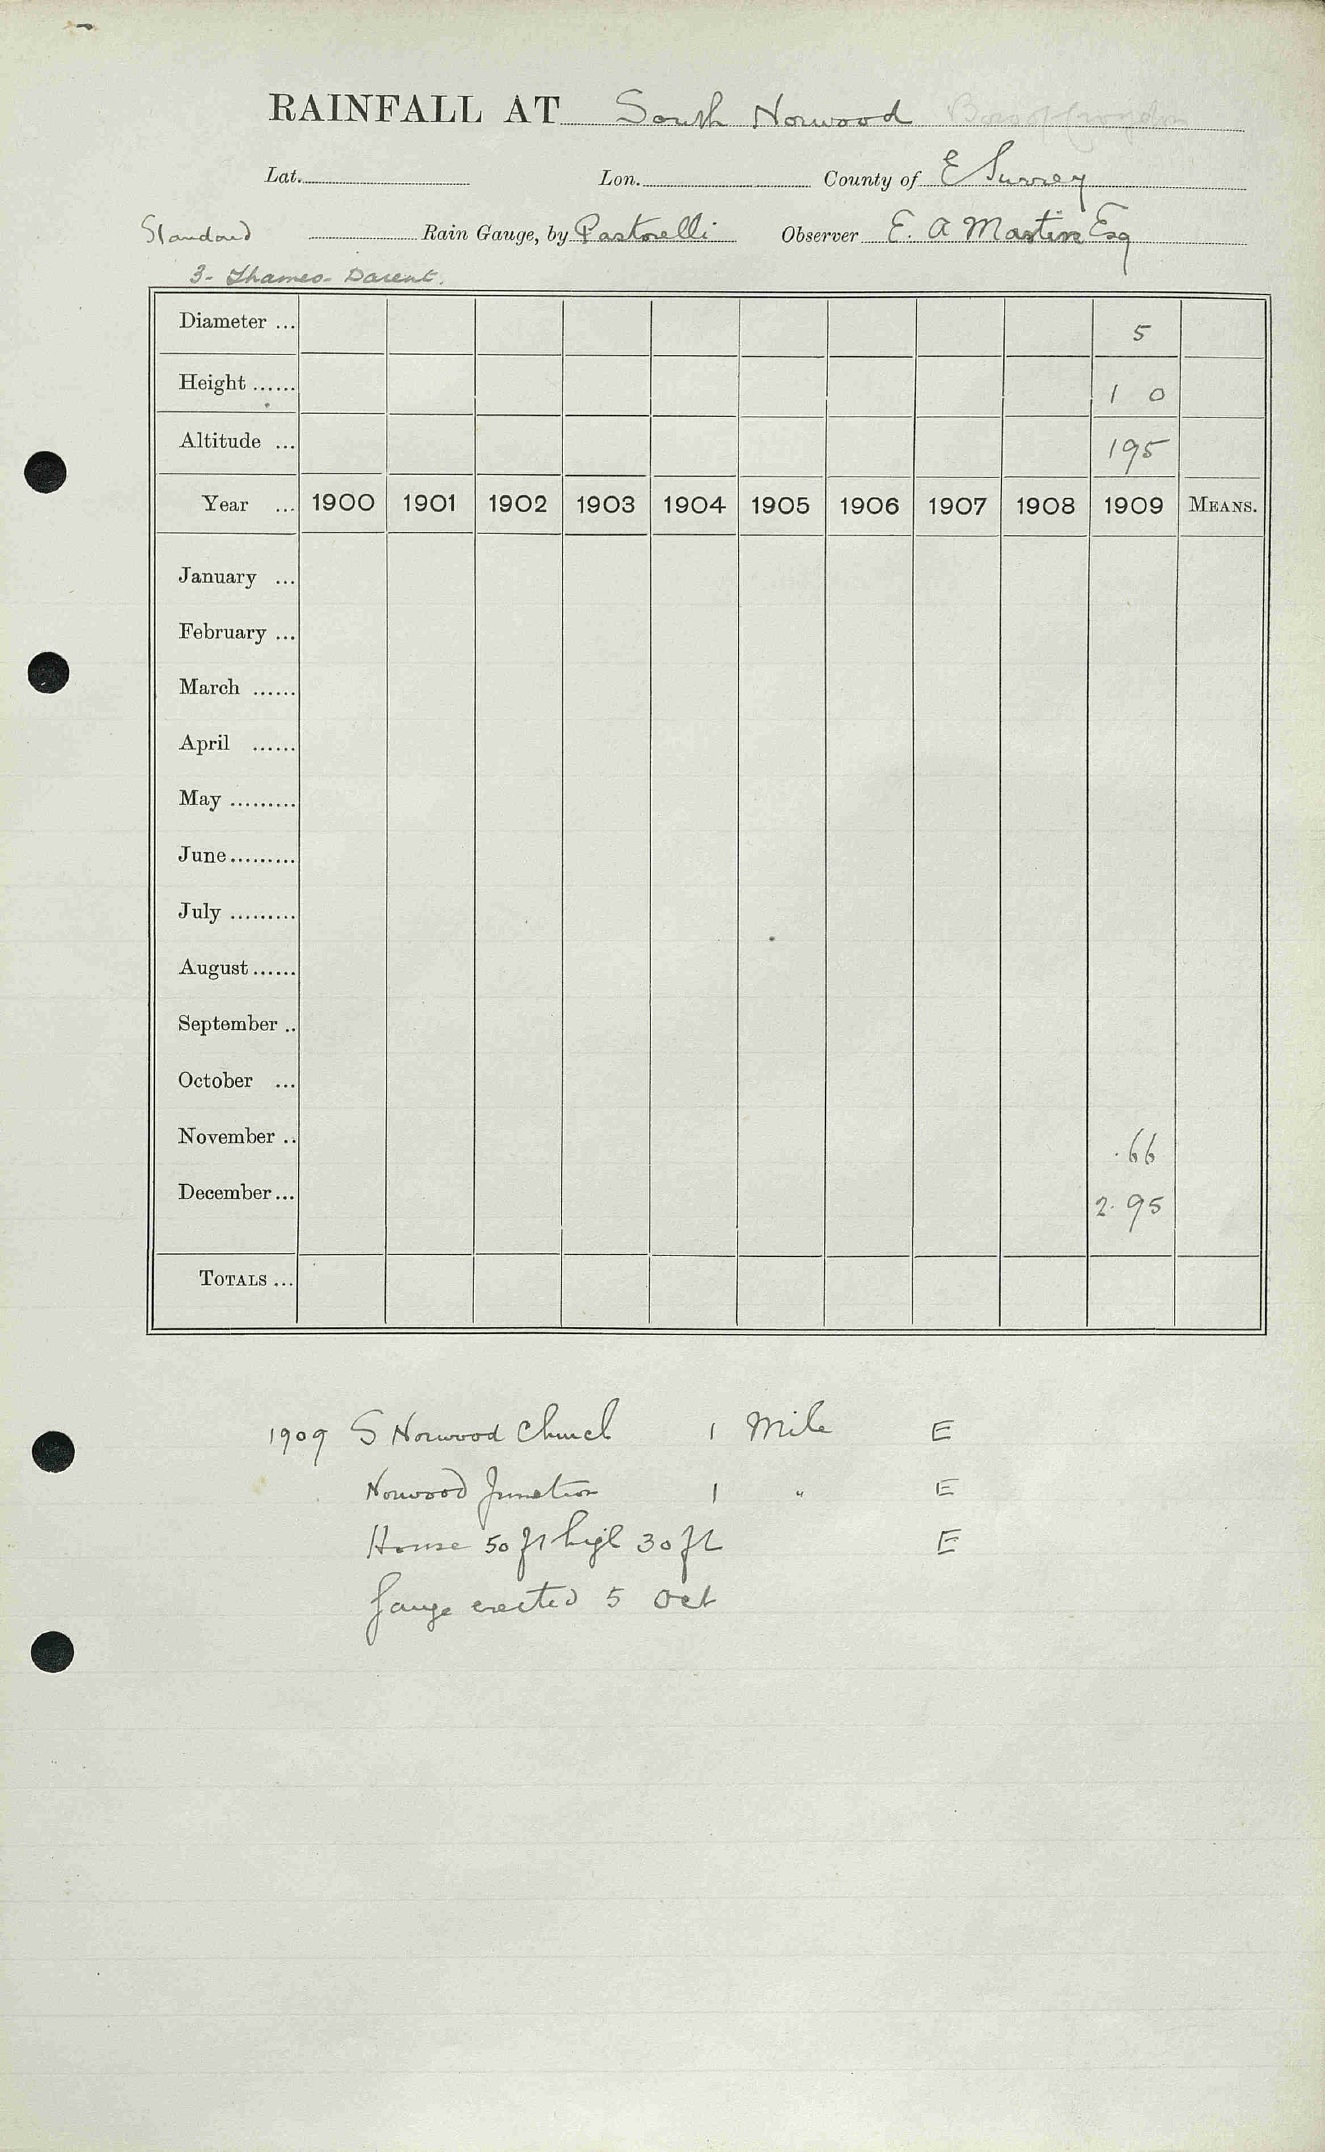 RAINFALL AT South Norwood Boro of Croydon
Lat. Lon. County of E Surrey
Standard Rain Gauge, by Pastorelli Observer E. A Martin Esq
3- Thames- Darent.
Diameter ... 5
Height ...... 1 0
Altitude ... 195
Year ... 1900 1901 1902 1903 1904 1905 1906 1907 1908 1909 MEANS.
January ...
February ...
March ......
April ......
May .........
June.........
July .........
August......
September ..
October ...
November .. .66
December... 2.95
TOTALS ...
1909 S Norwood Church 1 Mile E
Norwood Junction 1 " E
House 50 ft high 30 ft E
Gauge erected 5 Oct